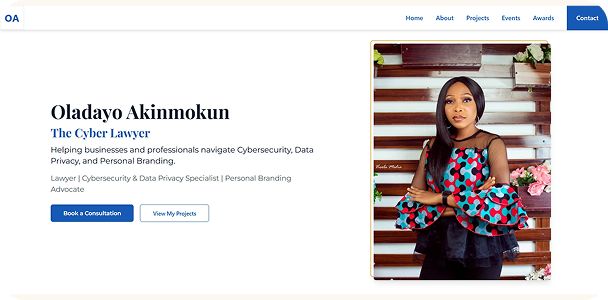 OA
Home About Projects Events Awards Contact
Oladayo Akinmokun
The Cyber Lawyer
Helping businesses and professionals navigate Cybersecurity, Data
Privacy, and Personal Branding.
Lawyer | Cybersecurity & Data Privacy Specialist | Personal Branding
Advocate
Book a Consultation View My Projects